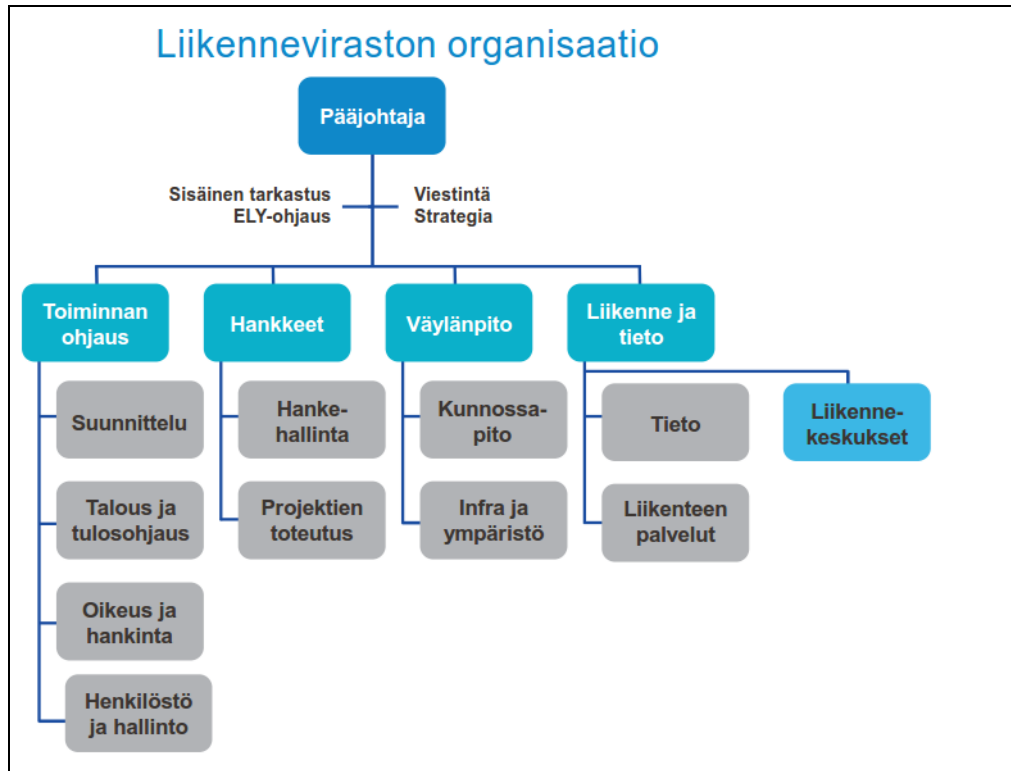 Liikenneviraston organisaatio
Pääjohtaja
Sisäinen tarkastus
ELY-ohjaus
Viestintä
Strategia
Toiminnan
ohjaus
Hankkeet
Väylänpito
Liikenne ja
tieto
Suunnittelu
Hanke-
hallinta
Kunnossa-
pito
Tieto
Liikenne-
keskukset
Talous ja
tulosohjaus
Projektien
toteutus
Infra ja
ympäristö
Liikenteen
palvelut
Oikeus ja
hankinta
Henkilöstö
ja hallinto